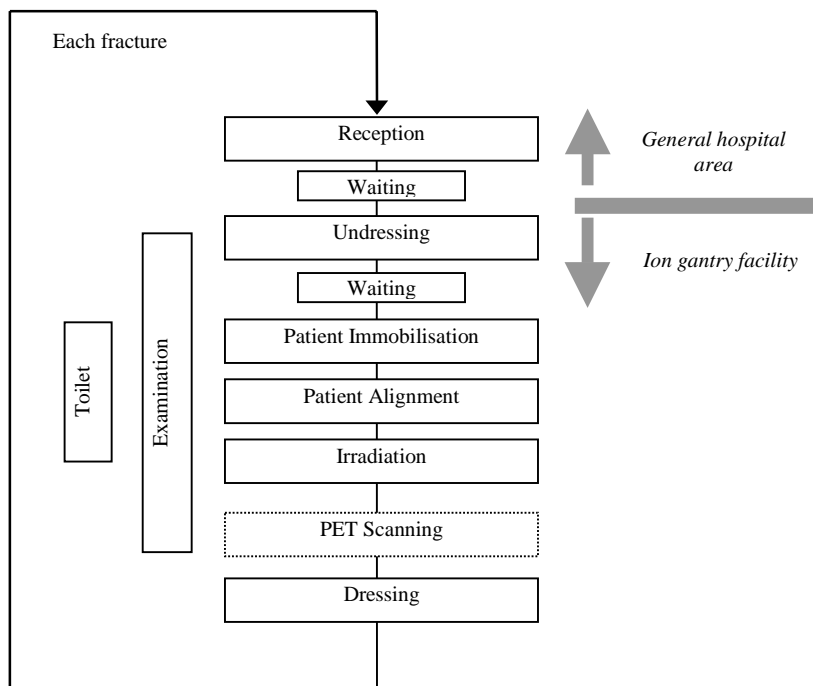 Each fracture
Reception
General hospital
area
Waiting
Undressing
Ion gantry facility
Waiting
Patient Immobilisation
Toilet
Examination
Patient Alignment
Irradiation
PET Scanning
Dressing